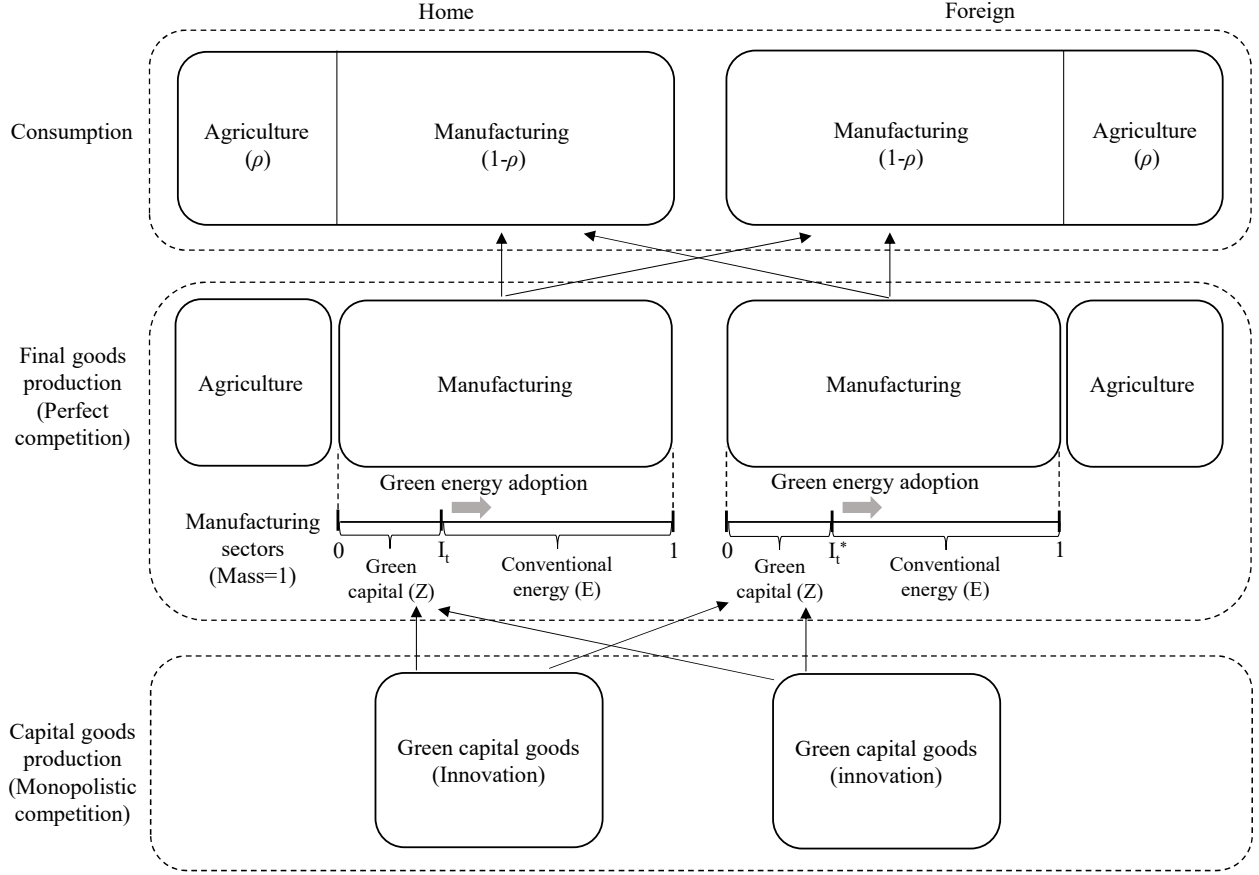 Home
Foreign
Consumption
Agriculture
(ρ)
Manufacturing
(1-ρ)
Manufacturing
(1-ρ)
Agriculture
(ρ)
Final goods
production
(Perfect
competition)
Agriculture
Manufacturing
Manufacturing
Agriculture
Green energy adoption
Green energy adoption
Manufacturing
sectors
(Mass=1)
0
I_t
1
0
I_t^*
1
Green
capital (Z)
Conventional
energy (E)
Green
capital (Z)
Conventional
energy (E)
Capital goods
production
(Monopolistic
competition)
Green capital goods
(Innovation)
Green capital goods
(innovation)